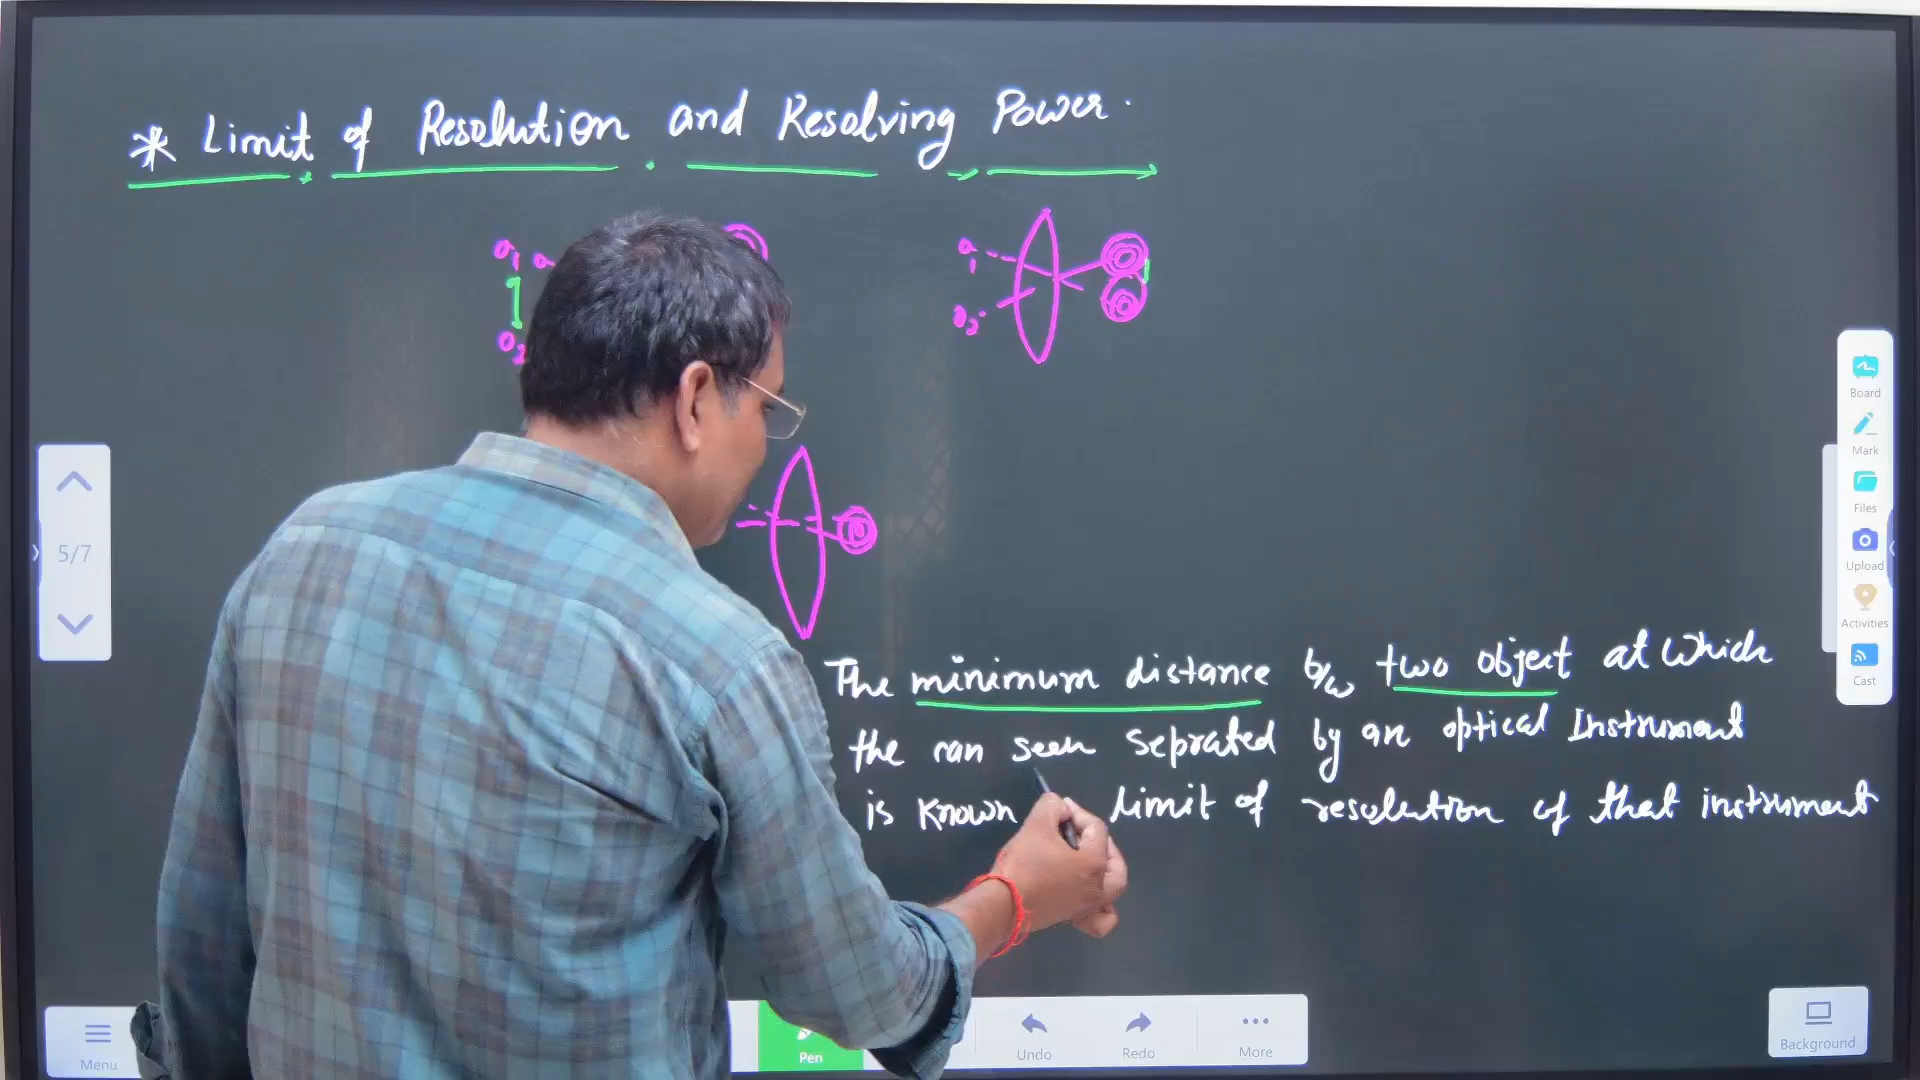 * Limit of Resolution and Resolving Power.
O1
O2
O1
O2
The minimum distance b/w two object at which
the can seen seprated by an optical Instrument
is known limit of resolution of that instrument
5/7
Board
Mark
Files
Upload
Activities
Cast
Menu
Pen
Undo
Redo
More
Background